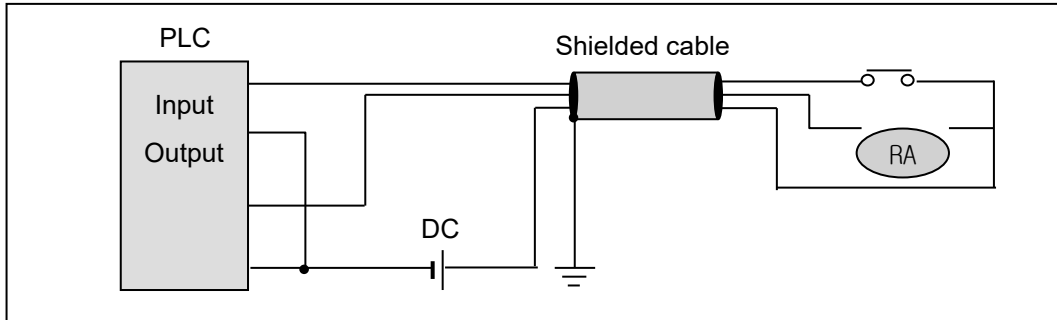 PLC
Shielded cable
Input
Output
RA
DC